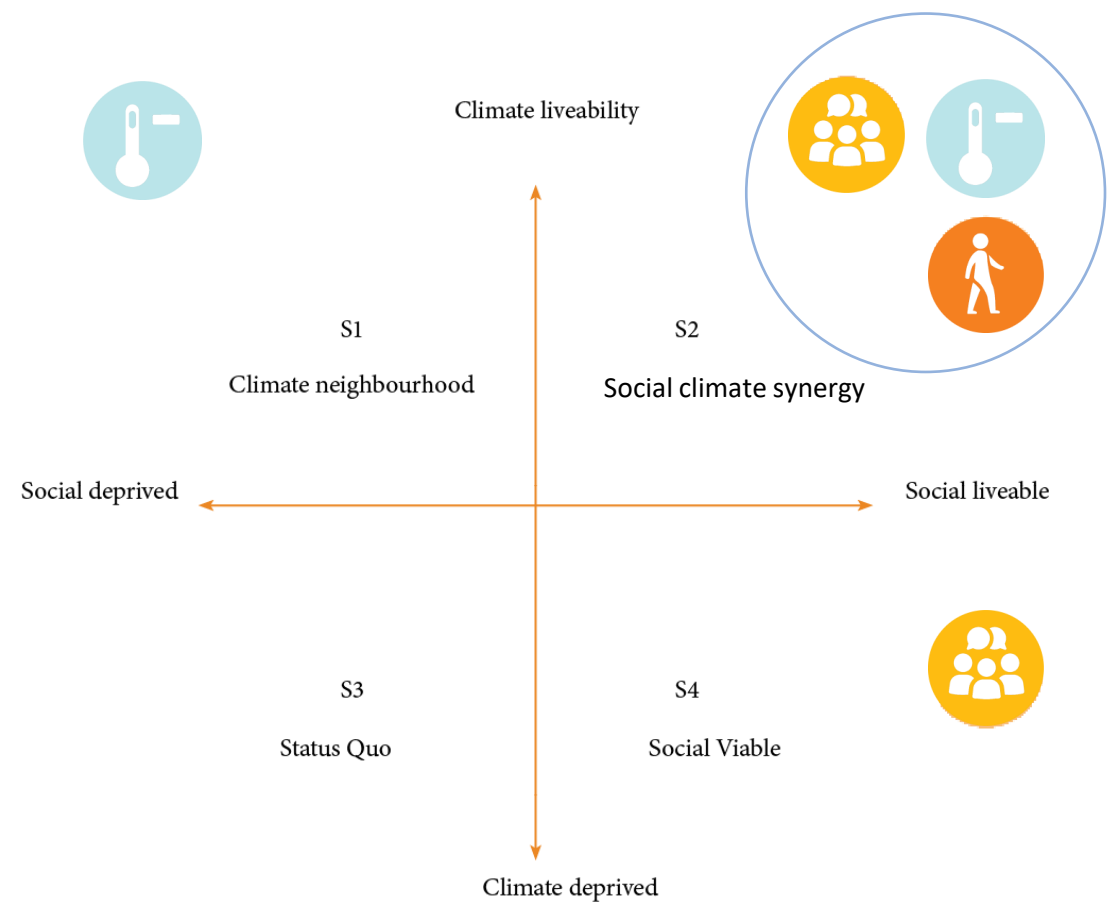 Climate liveability
S1
S2
Climate neighbourhood
Social climate synergy
Social deprived
Social liveable
S3
S4
Status Quo
Social Viable
Climate deprived